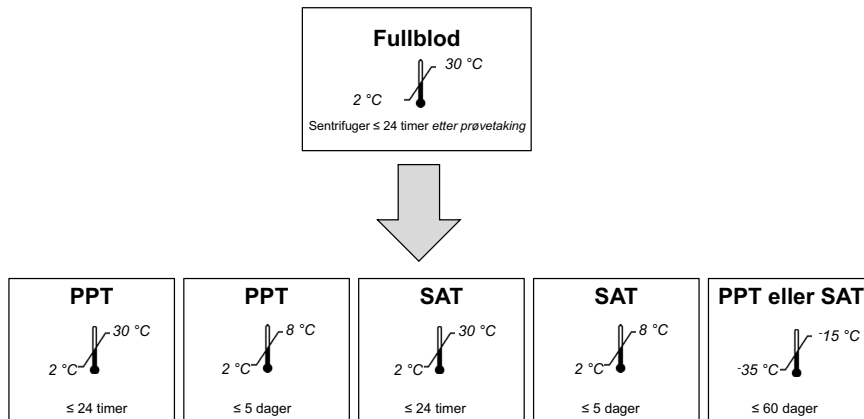 Fullblod
30 °C
2 °C
Sentrifuger ≤ 24 timer etter prøvetaking
PPT
30 °C
2 °C
≤ 24 timer
PPT
8 °C
2 °C
≤ 5 dager
SAT
30 °C
2 °C
≤ 24 timer
SAT
8 °C
2 °C
≤ 5 dager
PPT eller SAT
-15 °C
-35 °C
≤ 60 dager